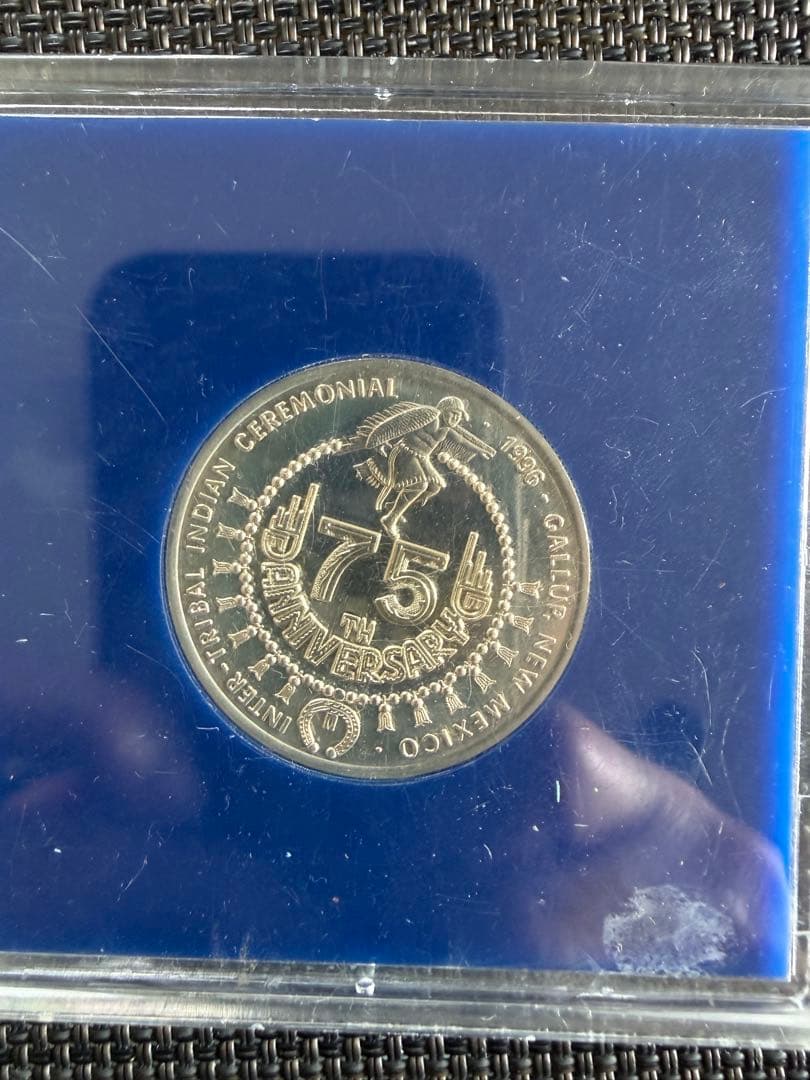 INTER-TRIBAL INDIAN CEREMONIAL
· 1996 - GALLUP, NEW MEXICO ·
75
TH
ANNIVERSARY